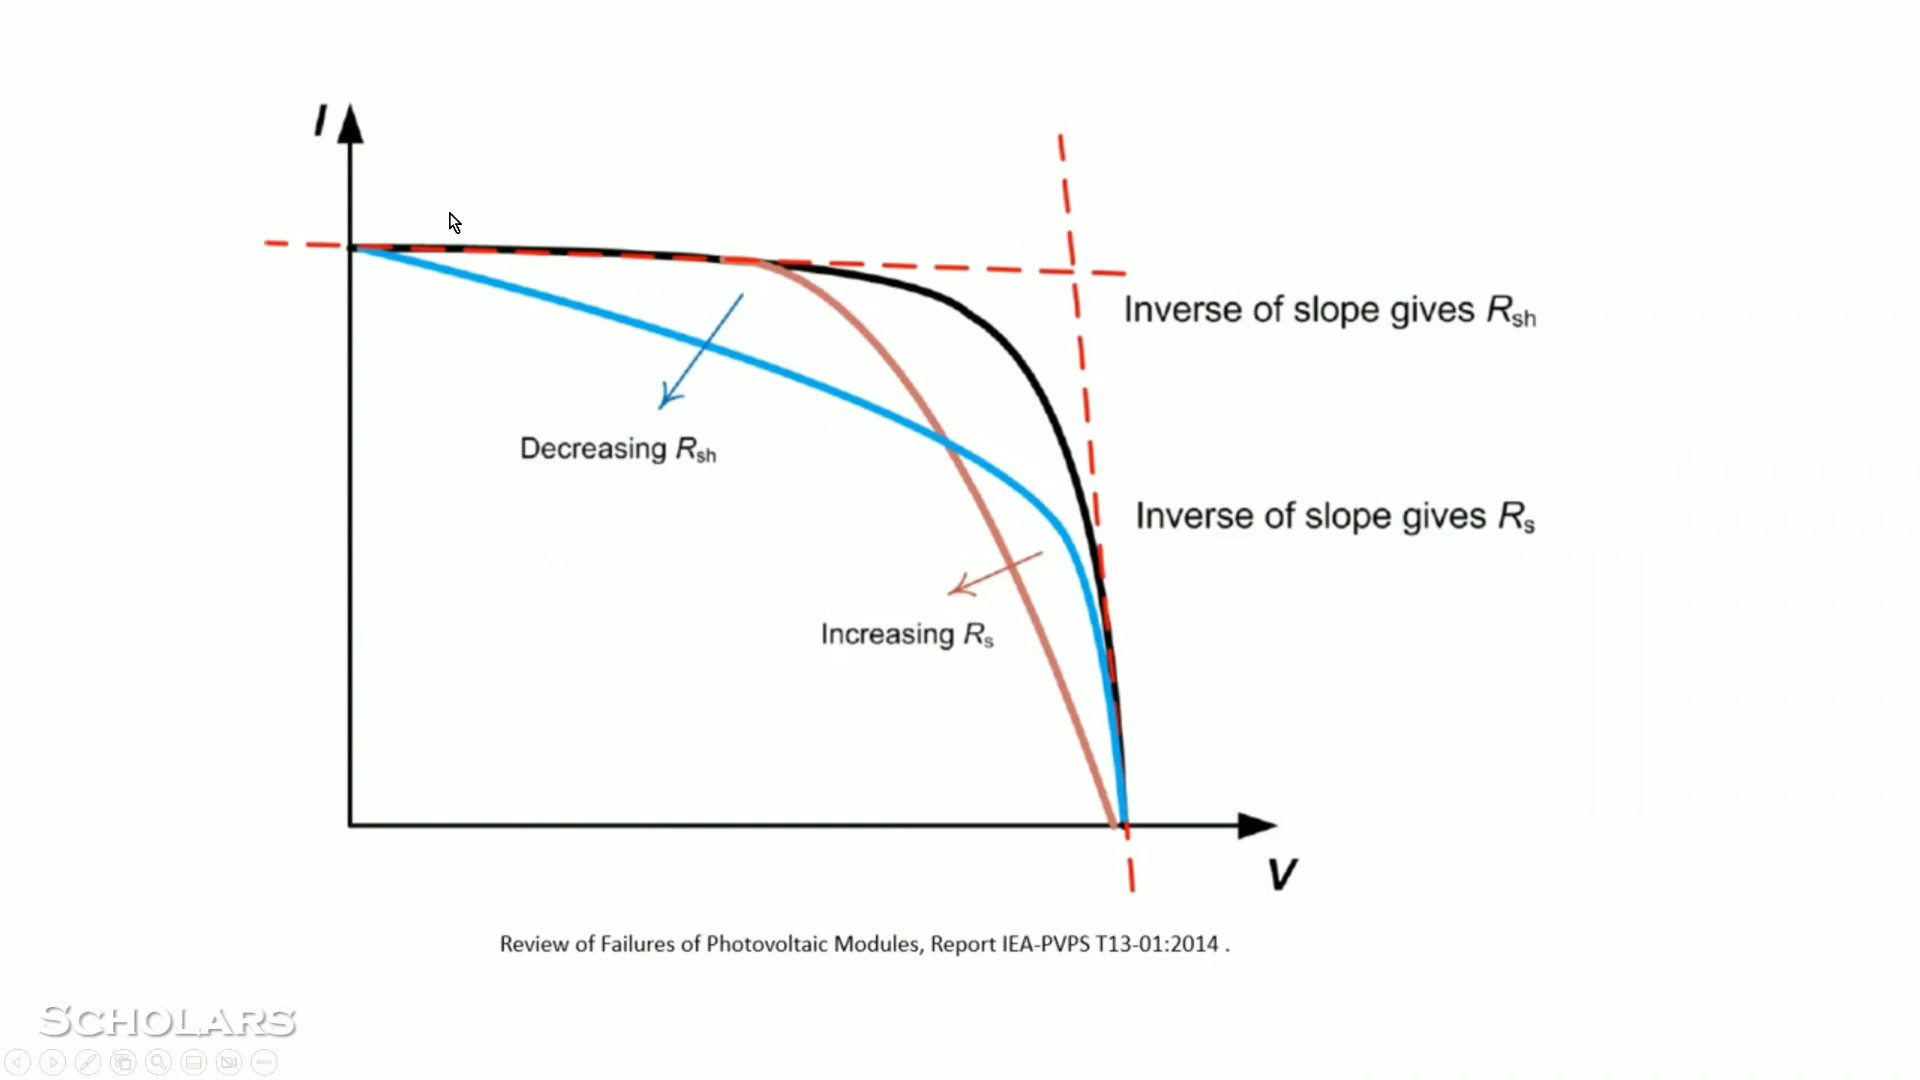 I
Inverse of slope gives Rsh
Decreasing Rsh
Inverse of slope gives Rs
Increasing Rs
V
Review of Failures of Photovoltaic Modules, Report IEA-PVPS T13-01:2014 .
SCHOLARS